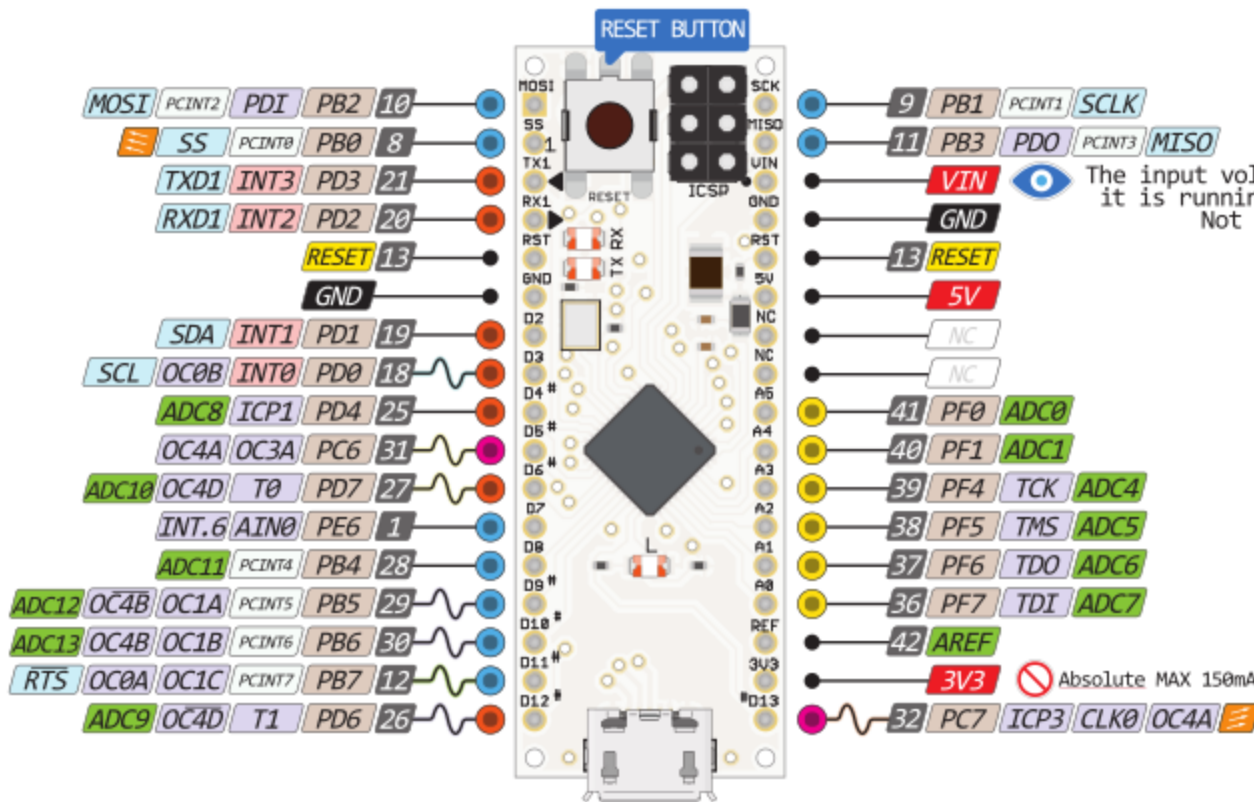 RESET BUTTON
MOSI PCINT2 PDI PB2 10 MOSI SCK 9 PB1 PCINT1 SCLK
SS PCINT0 PB0 8 SS MISO 11 PB3 PDO PCINT3 MISO
1
TXD1 INT3 PD3 21 TX1 VIN VIN The input vol
it is runnin
Not
RESET ICSP
RXD1 INT2 PD2 20 RX1 GND GND
RESET 13 RST TX RX RST 13 RESET
GND GND 5V 5V
SDA INT1 PD1 19 D2 NC NC
SCL OC0B INT0 PD0 18 D3 NC NC
ADC8 ICP1 PD4 25 D4# A5 41 PF0 ADC0
OC4A OC3A PC6 31 D5# A4 40 PF1 ADC1
ADC10 OC4D T0 PD7 27 D6# A3 39 PF4 TCK ADC4
INT.6 AIN0 PE6 1 D7 A2 38 PF5 TMS ADC5
ADC11 PCINT4 PB4 28 D8 L A1 37 PF6 TDO ADC6
ADC12 O̅C̅4̅B̅ OC1A PCINT5 PB5 29 D9# A0 36 PF7 TDI ADC7
ADC13 OC4B OC1B PCINT6 PB6 30 D10# REF 42 AREF
R̅T̅S̅ OC0A OC1C PCINT7 PB7 12 D11# 3V3 3V3 Absolute MAX 150mA
ADC9 O̅C̅4̅D̅ T1 PD6 26 D12# #D13 32 PC7 ICP3 CLK0 OC4A